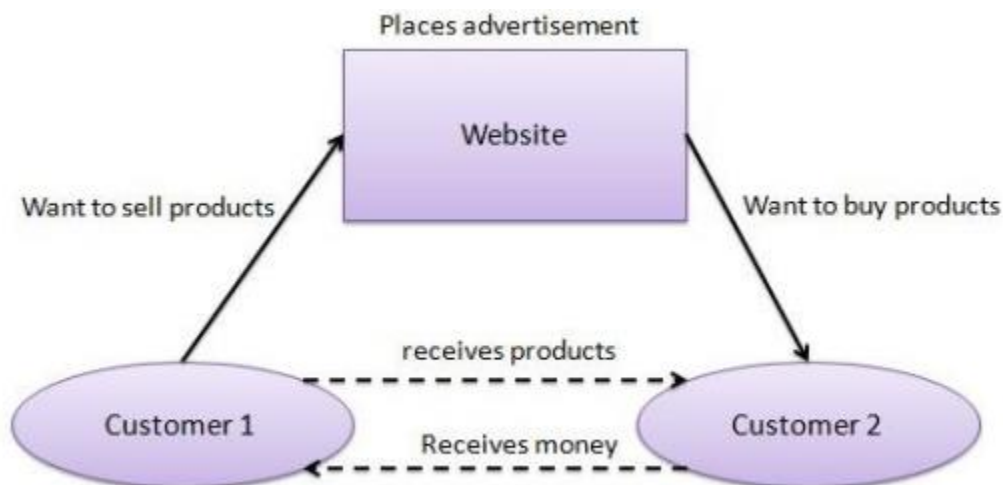 Places advertisement
Website
Want to sell products
Want to buy products
receives products
Customer 1
Customer 2
Receives money